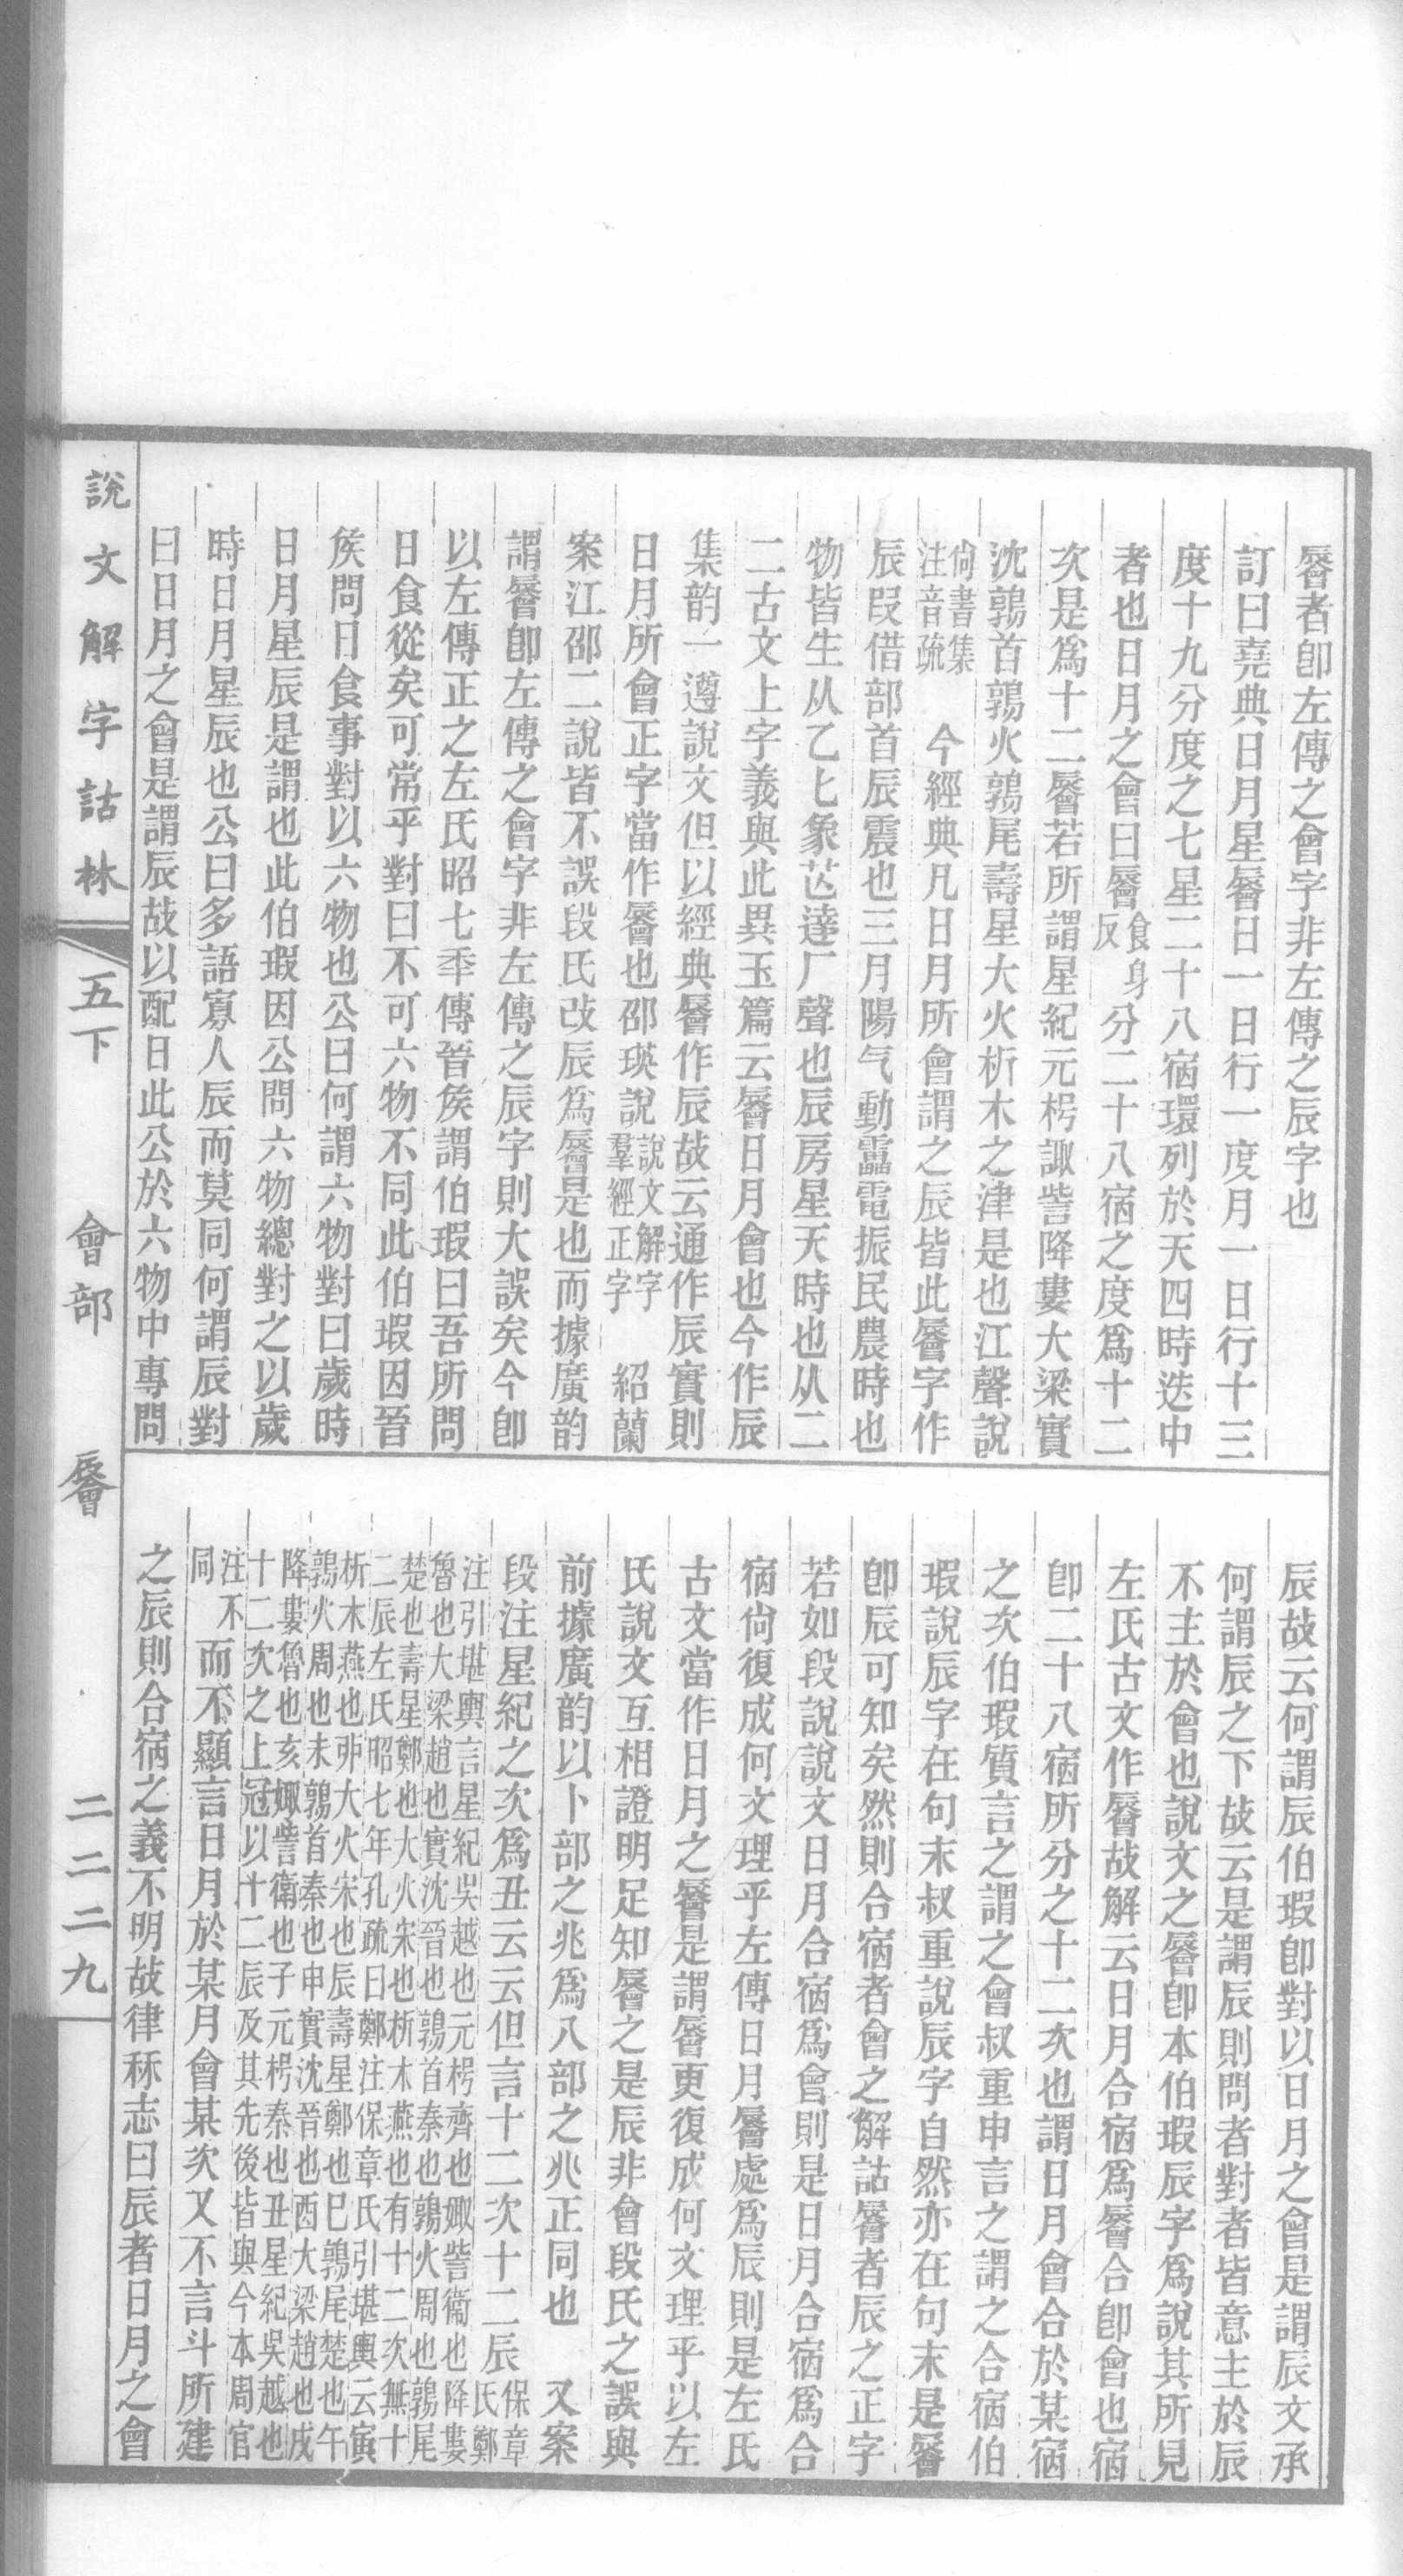 㬴者卽左傳之會字非左傳之辰字也
訂曰堯典日月星㬴日一日行一度月一日行十三
度十九分度之七星二十八宿環列於天四時迭中
者也日月之會曰㬴食身反分二十八宿之度爲十二
次是爲十二㬴若所謂星紀元枵諏訾降婁大梁實
沈鶉首鶉火鶉尾壽星大火析木之津是也江聲說
尙書集注音疏　今經典凡日月所會謂之辰皆此㬴字作
辰叚借部首辰震也三月陽气動靁電振民農時也
物皆生从乙匕象芒達厂聲也辰房星天時也从二
二古文上字義與此異玉篇云㬴日月會也今作辰
集韵一遵說文但以經典㬴作辰故云通作辰實則
日月所會正字當作㬴也邵瑛說說文解字羣經正字　紹蘭
案江邵二說皆不誤段氏改辰爲㬴是也而據廣韵
謂㬴卽左傳之會字非左傳之辰字則大誤矣今卽
以左傳正之左氏昭七秊傳晉矦謂伯瑕曰吾所問
日食從矣可常乎對曰不可六物不同此伯瑕因晉
矦問日食事對以六物也公曰何謂六物對曰歲時
日月星辰是謂也此伯瑕因公問六物總對之以歲
時日月星辰也公曰多語寡人辰而莫同何謂辰對
曰日月之會是謂辰故以配日此公於六物中專問
辰故云何謂辰伯瑕卽對以日月之會是謂辰文承
何謂辰之下故云是謂辰則問者對者皆意主於辰
不主於會也說文之㬴卽本伯瑕辰字爲說其所見
左氏古文作㬴故解云日月合宿爲㬴合卽會也宿
卽二十八宿所分之十二次也謂日月會合於某宿
之次伯瑕質言之謂之會叔重申言之謂之合宿伯
瑕說辰字在句末叔重說辰字自然亦在句末是㬴
卽辰可知矣然則合宿者會之解詁㬴者辰之正字
若如段說說文日月合宿爲會則是日月合宿爲合
宿尙復成何文理乎左傳日月㬴處爲辰則是左氏
古文當作日月之㬴是謂㬴更復成何文理乎以左
氏說文互相證明足知㬴之是辰非會段氏之誤與
前據廣韵以卜部之兆爲八部之兆正同也　又案
段注星紀之次爲丑云云但言十二次十二辰保章氏鄭
注引堪輿言星紀吳越也元枵齊也娵訾衞也降婁
魯也大梁趙也實沈晉也鶉首秦也鶉火周也鶉尾
楚也壽星鄭也大火宋也析木燕也有十二次無十
二辰左氏昭七年孔疏曰鄭注保章氏引堪輿云寅
析木燕也丣大火宋也辰壽星鄭也巳鶉尾楚也午
鶉火周也未鶉首秦也申實沈晉也酉大梁趙也戌
降婁魯也亥娵訾衞也子元枵秦也丑星紀吳越也
十二次之上冠以十二辰及其先後皆與今本周官
注不同而不顯言日月於某月會某次又不言斗所建
之辰則合宿之義不明故律秝志曰辰者日月之會
說文解字詁林
五下　會部　㬴　二二二九